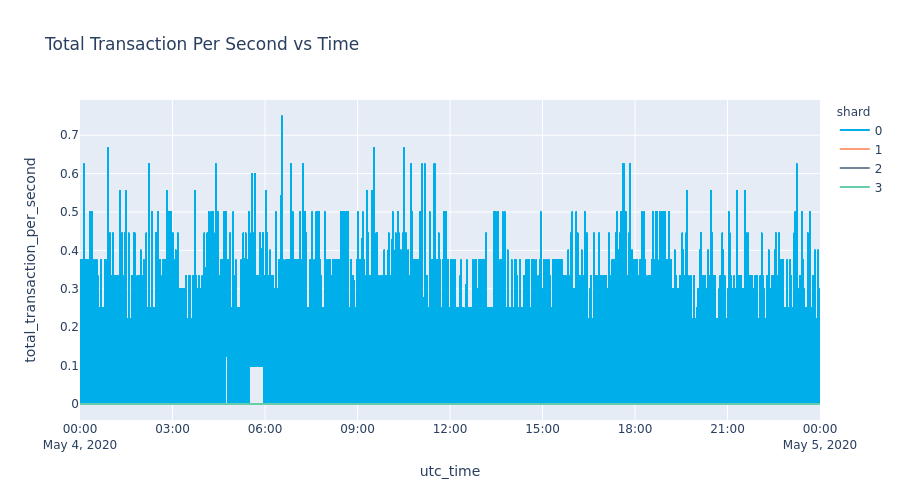 Total Transaction Per Second vs Time
shard
0
1
2
3
total_transaction_per_second
0.7
0.6
0.5
0.4
0.3
0.2
0.1
0
00:00 03:00 06:00 09:00 12:00 15:00 18:00 21:00 00:00
May 4, 2020 May 5, 2020
utc_time